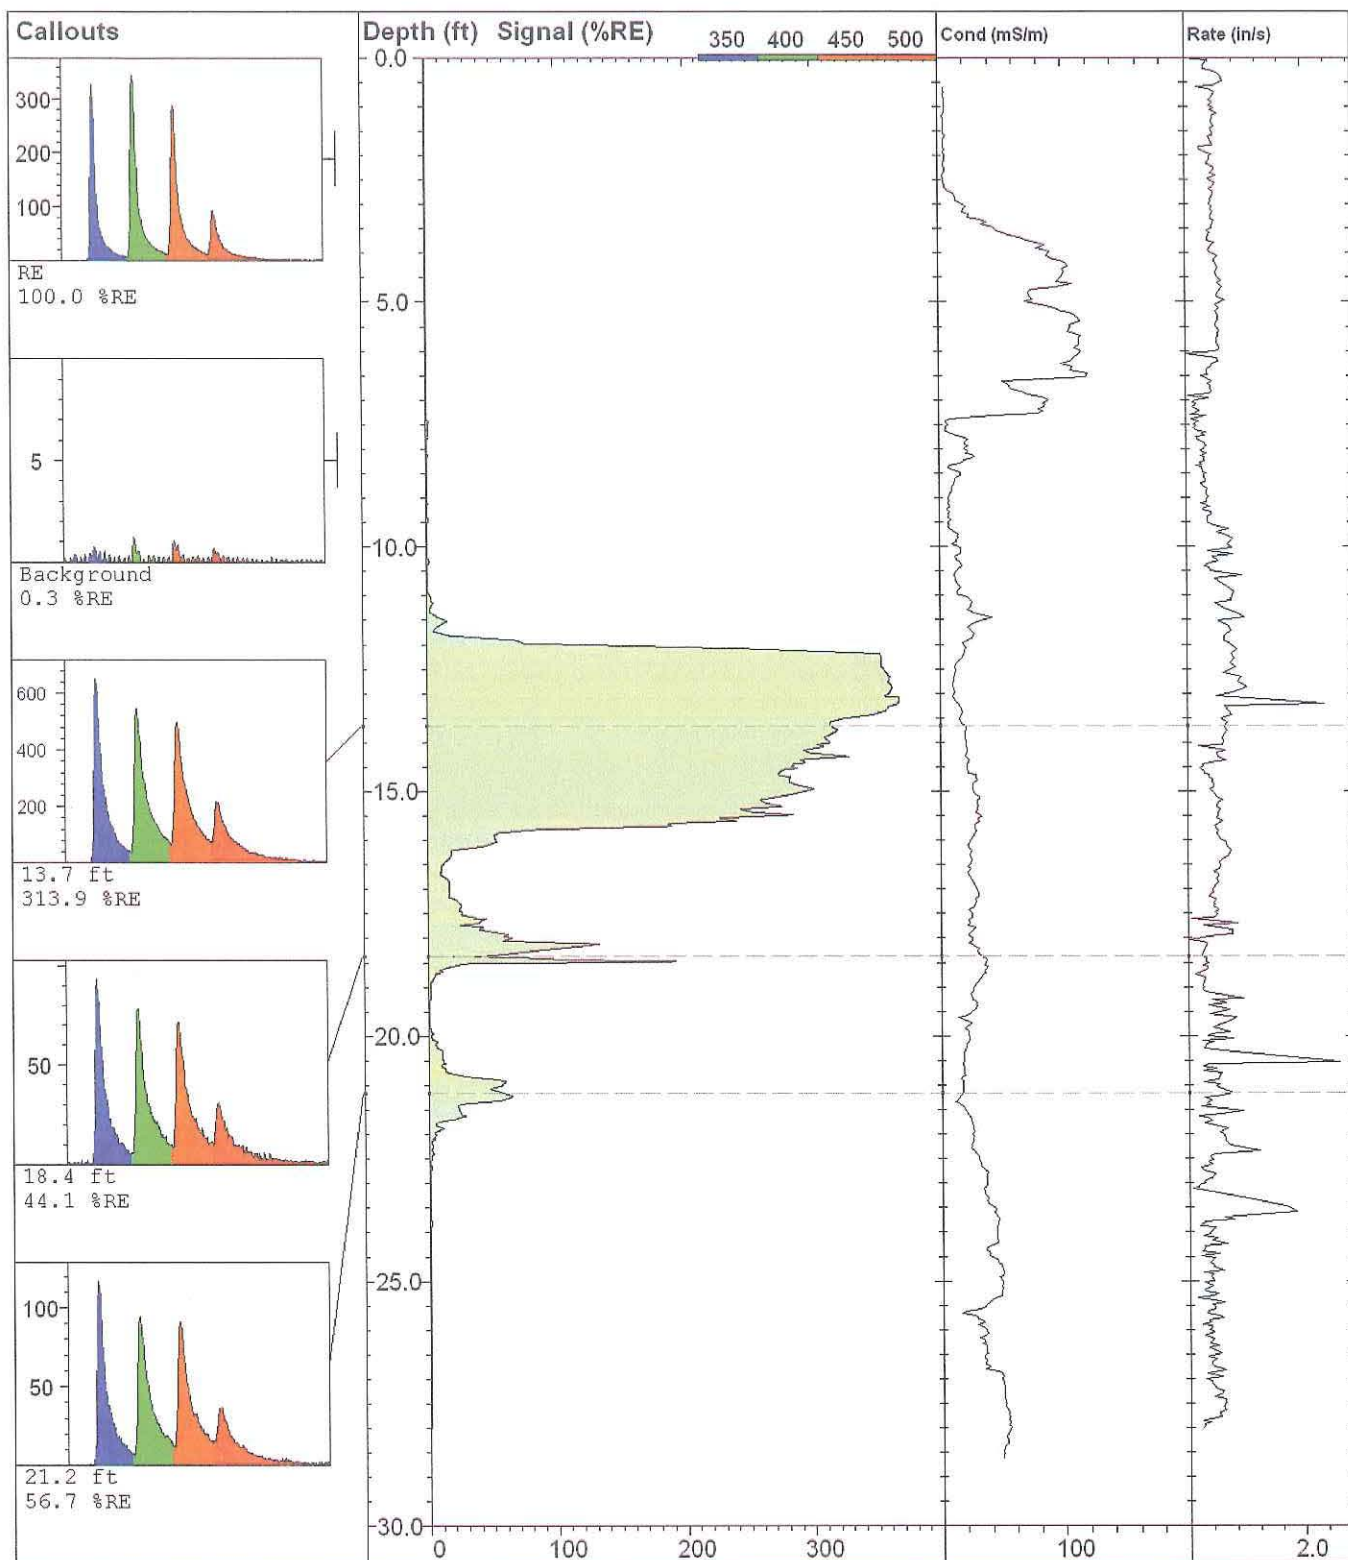 Callouts
Depth (ft) Signal (%RE)
350 400 450 500
Cond (mS/m)
Rate (in/s)
300
200
100
RE
100.0 %RE
5
Background
0.3 %RE
600
400
200
13.7 ft
313.9 %RE
50
18.4 ft
44.1 %RE
100
50
21.2 ft
56.7 %RE
0.0
5.0
10.0
15.0
20.0
25.0
30.0
0 100 200 300
100
2.0